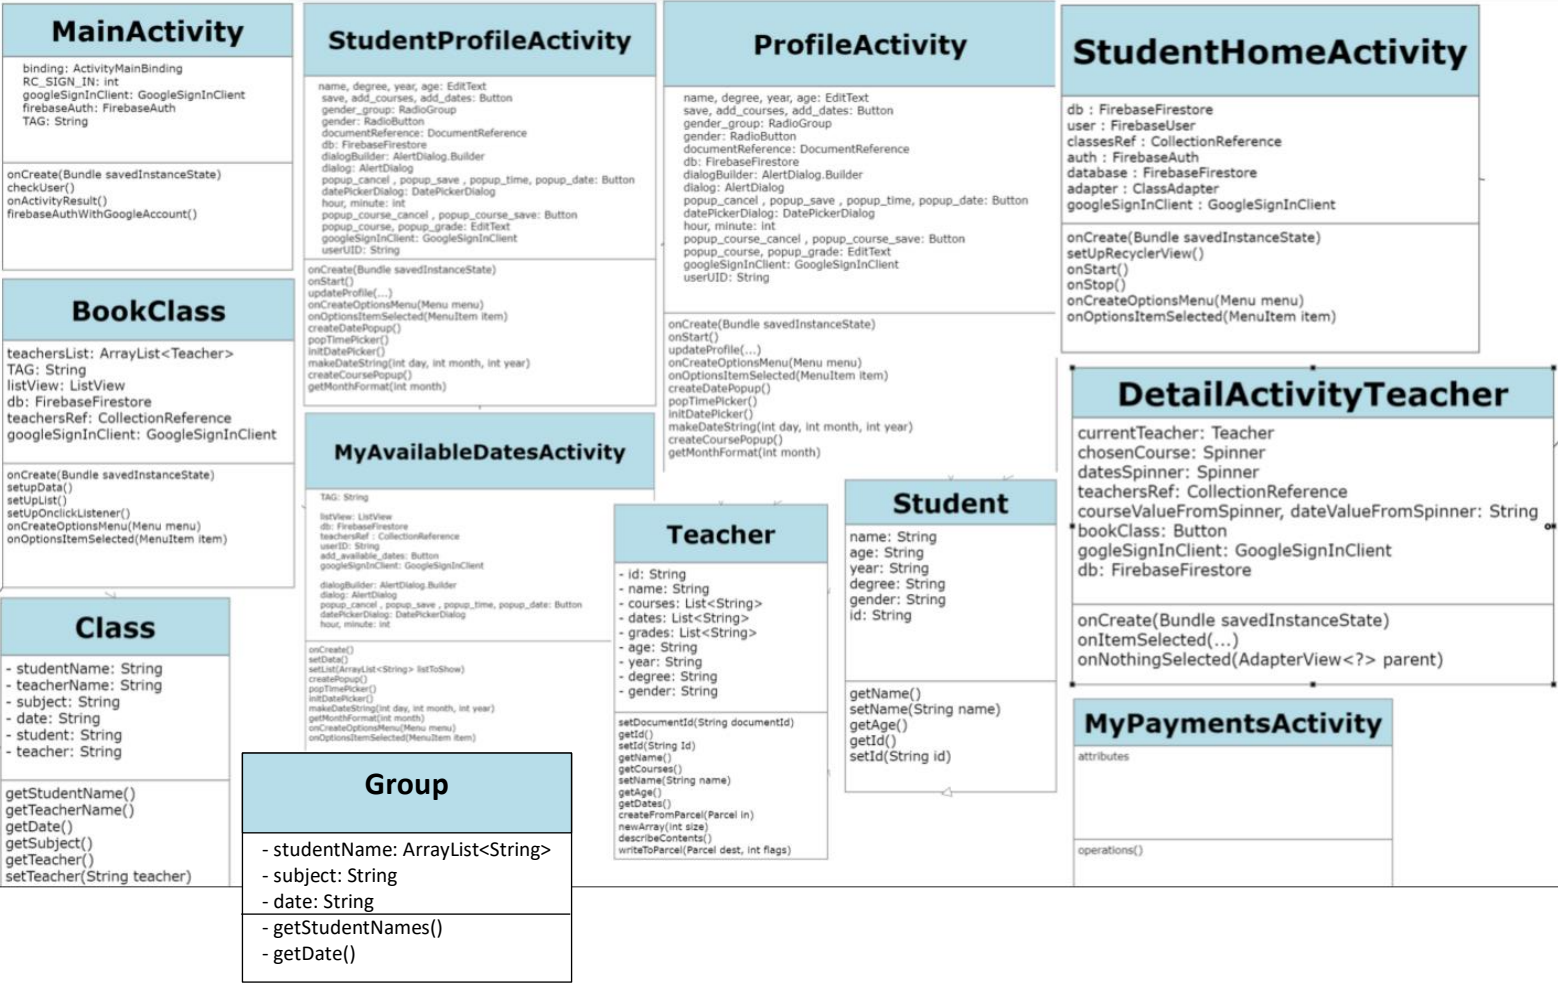 MainActivity
binding: ActivityMainBinding
RC_SIGN_IN: int
googleSignInClient: GoogleSignInClient
firebaseAuth: FirebaseAuth
TAG: String
onCreate(Bundle savedInstanceState)
checkUser()
onActivityResult()
firebaseAuthWithGoogleAccount()
StudentProfileActivity
name, degree, year, age: EditText
save, add_courses, add_dates: Button
gender_group: RadioGroup
gender: RadioButton
documentReference: DocumentReference
db: FirebaseFirestore
dialogBuilder: AlertDialog.Builder
dialog: AlertDialog
popup_cancel , popup_save , popup_time, popup_date: Button
datePickerDialog: DatePickerDialog
hour, minute: int
popup_course_cancel , popup_course_save: Button
popup_course, popup_grade: EditText
googleSignInClient: GoogleSignInClient
userUID: String
onCreate(Bundle savedInstanceState)
onStart()
updateProfile(...)
onCreateOptionsMenu(Menu menu)
onOptionsItemSelected(MenuItem item)
createDatePopup()
popTimePicker()
initDatePicker()
makeDateString(int day, int month, int year)
createCoursePopup()
getMonthFormat(int month)
ProfileActivity
name, degree, year, age: EditText
save, add_courses, add_dates: Button
gender_group: RadioGroup
gender: RadioButton
documentReference: DocumentReference
db: FirebaseFirestore
dialogBuilder: AlertDialog.Builder
dialog: AlertDialog
popup_cancel , popup_save , popup_time, popup_date: Button
datePickerDialog: DatePickerDialog
hour, minute: int
popup_course_cancel , popup_course_save: Button
popup_course, popup_grade: EditText
googleSignInClient: GoogleSignInClient
userUID: String
onCreate(Bundle savedInstanceState)
onStart()
updateProfile(...)
onCreateOptionsMenu(Menu menu)
onOptionsItemSelected(MenuItem item)
createDatePopup()
popTimePicker()
initDatePicker()
makeDateString(int day, int month, int year)
createCoursePopup()
getMonthFormat(int month)
StudentHomeActivity
db : FirebaseFirestore
user : FirebaseUser
classesRef : CollectionReference
auth : FirebaseAuth
database : FirebaseFirestore
adapter : ClassAdapter
googleSignInClient : GoogleSignInClient
onCreate(Bundle savedInstanceState)
setUpRecyclerView()
onStart()
onStop()
onCreateOptionsMenu(Menu menu)
onOptionsItemSelected(MenuItem item)
BookClass
teachersList: ArrayList<Teacher>
TAG: String
listView: ListView
db: FirebaseFirestore
teachersRef: CollectionReference
googleSignInClient: GoogleSignInClient
onCreate(Bundle savedInstanceState)
setupData()
setUpList()
setUpOnclickListener()
onCreateOptionsMenu(Menu menu)
onOptionsItemSelected(MenuItem item)
MyAvailableDatesActivity
TAG: String
listView: ListView
db: FirebaseFirestore
teachersRef : CollectionReference
userID: String
add_available_dates: Button
googleSignInClient: GoogleSignInClient
dialogBuilder: AlertDialog.Builder
dialog: AlertDialog
popup_cancel , popup_save , popup_time, popup_date: Button
datePickerDialog: DatePickerDialog
hour, minute: int
onCreate()
setData()
setList(ArrayList<String> listToShow)
createPopup()
popTimePicker()
initDatePicker()
makeDateString(int day, int month, int year)
getMonthFormat(int month)
onCreateOptionsMenu(Menu menu)
onOptionsItemSelected(MenuItem item)
Teacher
- id: String
- name: String
- courses: List<String>
- dates: List<String>
- grades: List<String>
- age: String
- year: String
- degree: String
- gender: String
setDocumentId(String documentId)
getId()
setId(String Id)
getName()
getCourses()
setName(String name)
getAge()
getDates()
createFromParcel(Parcel in)
newArray(int size)
describeContents()
writeToParcel(Parcel dest, int flags)
Student
name: String
age: String
year: String
degree: String
gender: String
id: String
getName()
setName(String name)
getAge()
getId()
setId(String id)
DetailActivityTeacher
currentTeacher: Teacher
chosenCourse: Spinner
datesSpinner: Spinner
teachersRef: CollectionReference
courseValueFromSpinner, dateValueFromSpinner: String
bookClass: Button
gogleSignInClient: GoogleSignInClient
db: FirebaseFirestore
onCreate(Bundle savedInstanceState)
onItemSelected(...)
onNothingSelected(AdapterView<?> parent)
Class
- studentName: String
- teacherName: String
- subject: String
- date: String
- student: String
- teacher: String
getStudentName()
getTeacherName()
getDate()
getSubject()
getTeacher()
setTeacher(String teacher)
Group
- studentName: ArrayList<String>
- subject: String
- date: String
- getStudentNames()
- getDate()
MyPaymentsActivity
attributes
operations()